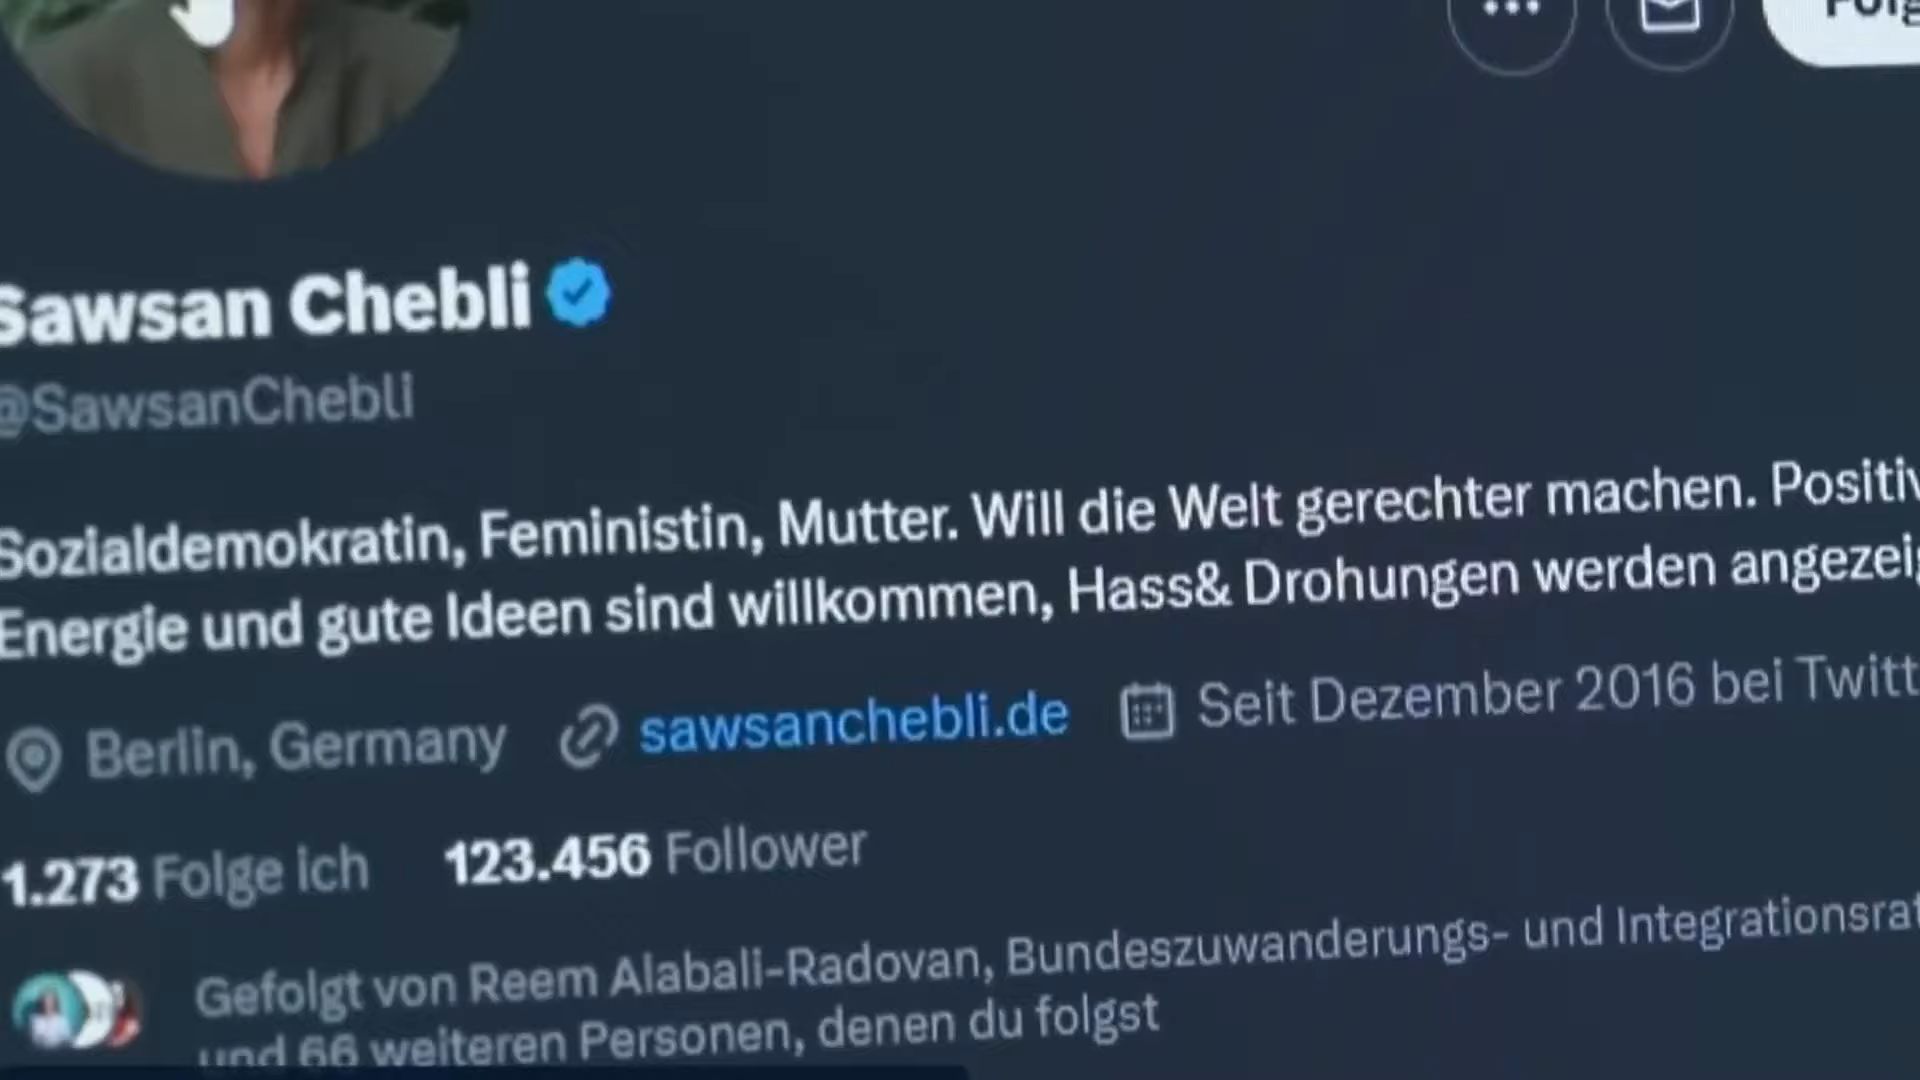 Folg
Sawsan Chebli
@SawsanChebli
Sozialdemokratin, Feministin, Mutter. Will die Welt gerechter machen. Positiv
Energie und gute Ideen sind willkommen, Hass& Drohungen werden angezeig
Berlin, Germany sawsanchebli.de Seit Dezember 2016 bei Twitt
1.273 Folge ich 123.456 Follower
Gefolgt von Reem Alabali-Radovan, Bundeszuwanderungs- und Integrationsrat
und 66 weiteren Personen, denen du folgst